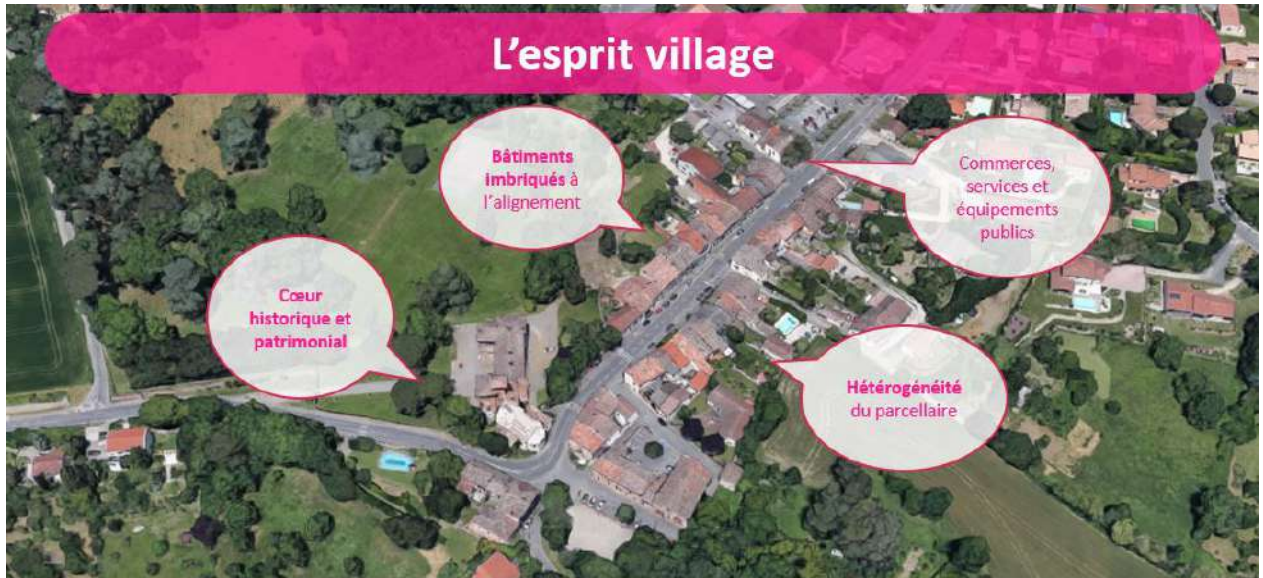 L’esprit village
Bâtiments
imbriqués à
l’alignement
Commerces,
services et
équipements
publics
Cœur
historique et
patrimonial
Hétérogénéité
du parcellaire